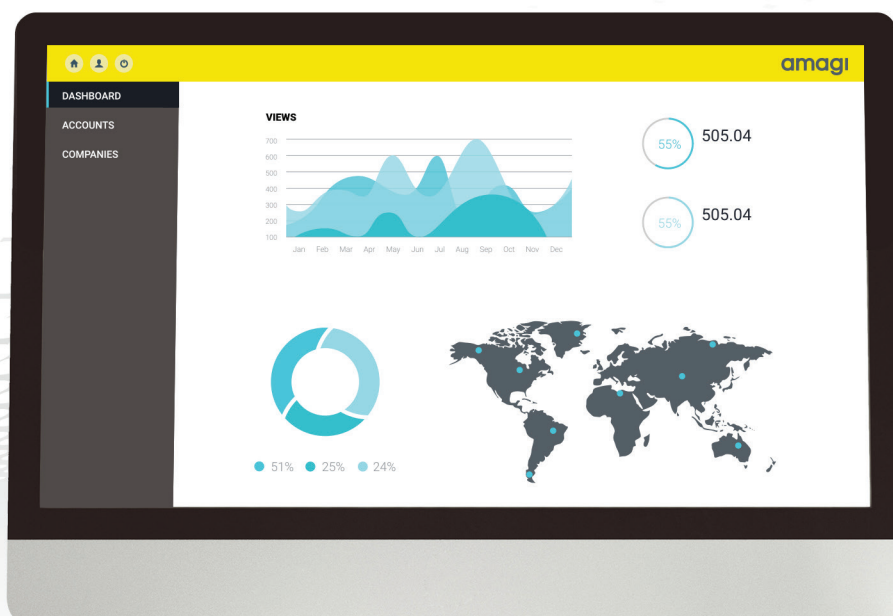 amagi
DASHBOARD
ACCOUNTS
COMPANIES
VIEWS
700
600
500
400
300
200
100
Jan Feb Mar Apr May Jun Jul Aug Sep Oct Nov Dec
55% 505.04
55% 505.04
51% 25% 24%